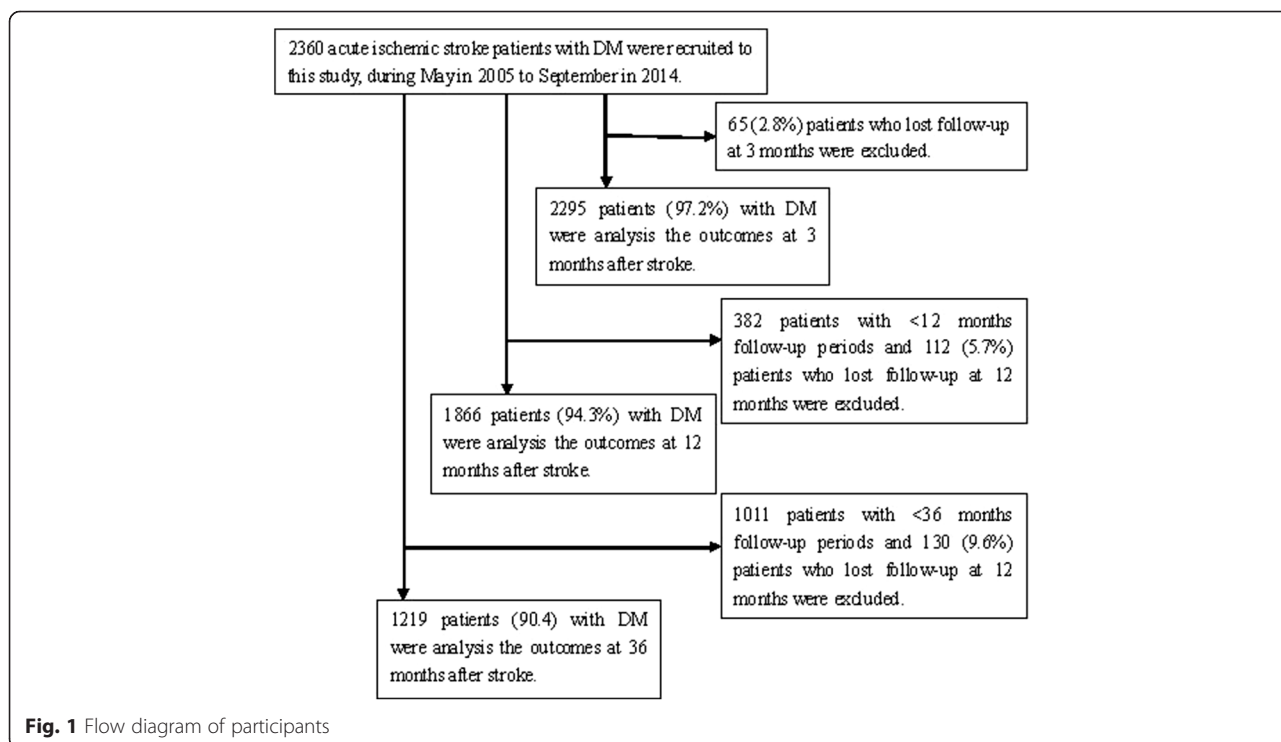 2360 acute ischemic stroke patients with DM were recruited to
this study, during May in 2005 to September in 2014.
65 (2.8%) patients who lost follow-up
at 3 months were excluded.
2295 patients (97.2%) with DM
were analysis the outcomes at 3
months after stroke.
382 patients with <12 months
follow-up periods and 112 (5.7%)
patients who lost follow-up at 12
months were excluded.
1866 patients (94.3%) with DM
were analysis the outcomes at 12
months after stroke.
1011 patients with <36 months
follow-up periods and 130 (9.6%)
patients who lost follow-up at 12
months were excluded.
1219 patients (90.4) with DM
were analysis the outcomes at 36
months after stroke.
Fig. 1 Flow diagram of participants